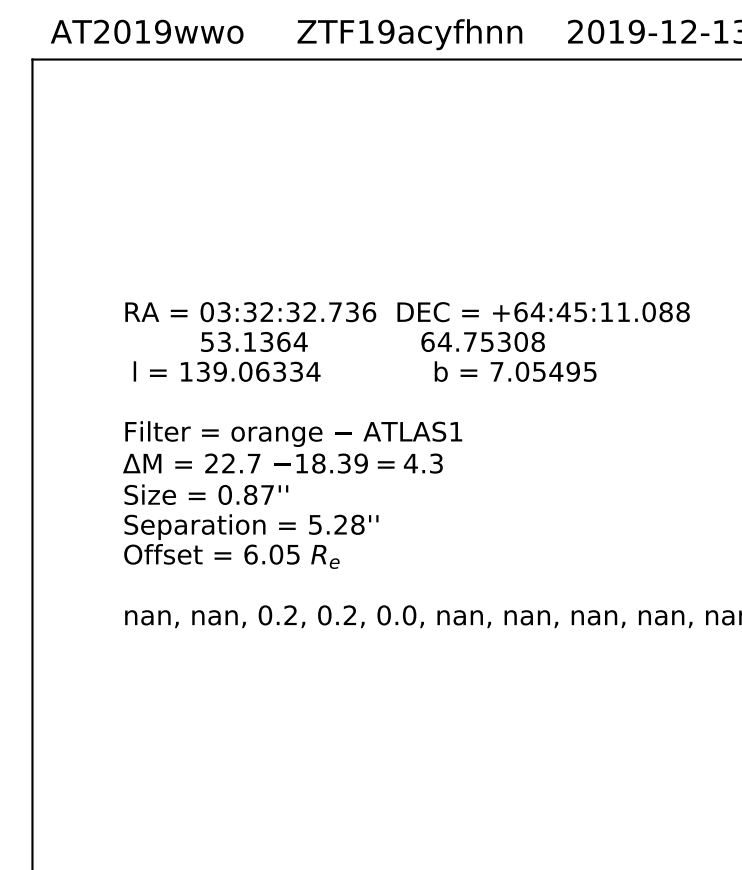 AT2019wwo ZTF19acyfhnn 2019-12-13
RA = 03:32:32.736 DEC = +64:45:11.088
53.1364 64.75308
l = 139.06334 b = 7.05495
Filter = orange − ATLAS1
ΔM = 22.7 −18.39 = 4.3
Size = 0.87''
Separation = 5.28''
Offset = 6.05 Rₑ
nan, nan, 0.2, 0.2, 0.0, nan, nan, nan, nan,